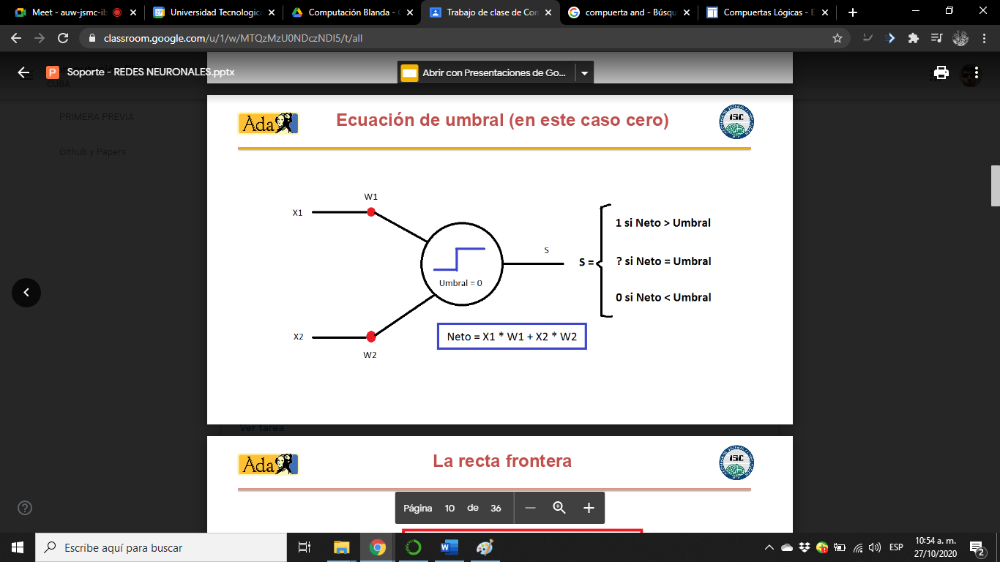 Meet - auw-jsmc-ib
Universidad Tecnologic
Computación Blanda -
Trabajo de clase de Con
compuerta and - Búsqu
Compuertas Lógicas - E
classroom.google.com/u/1/w/MTQzMzU0NDczNDI5/t/all
Soporte - REDES NEURONALES.pptx
Abrir con Presentaciones de Go...
CUBA
PRIMERA PREVIA
Github y Papers
Ada
Ecuación de umbral (en este caso cero)
ISC
W1
X1
1 si Neto > Umbral
S
S =
? si Neto = Umbral
Umbral = 0
0 si Neto < Umbral
X2
Neto = X1 * W1 + X2 * W2
W2
Ver tarea
Ada
La recta frontera
ISC
Página 10 de 36
Escribe aquí para buscar
ESP
10:54 a. m.
27/10/2020
2